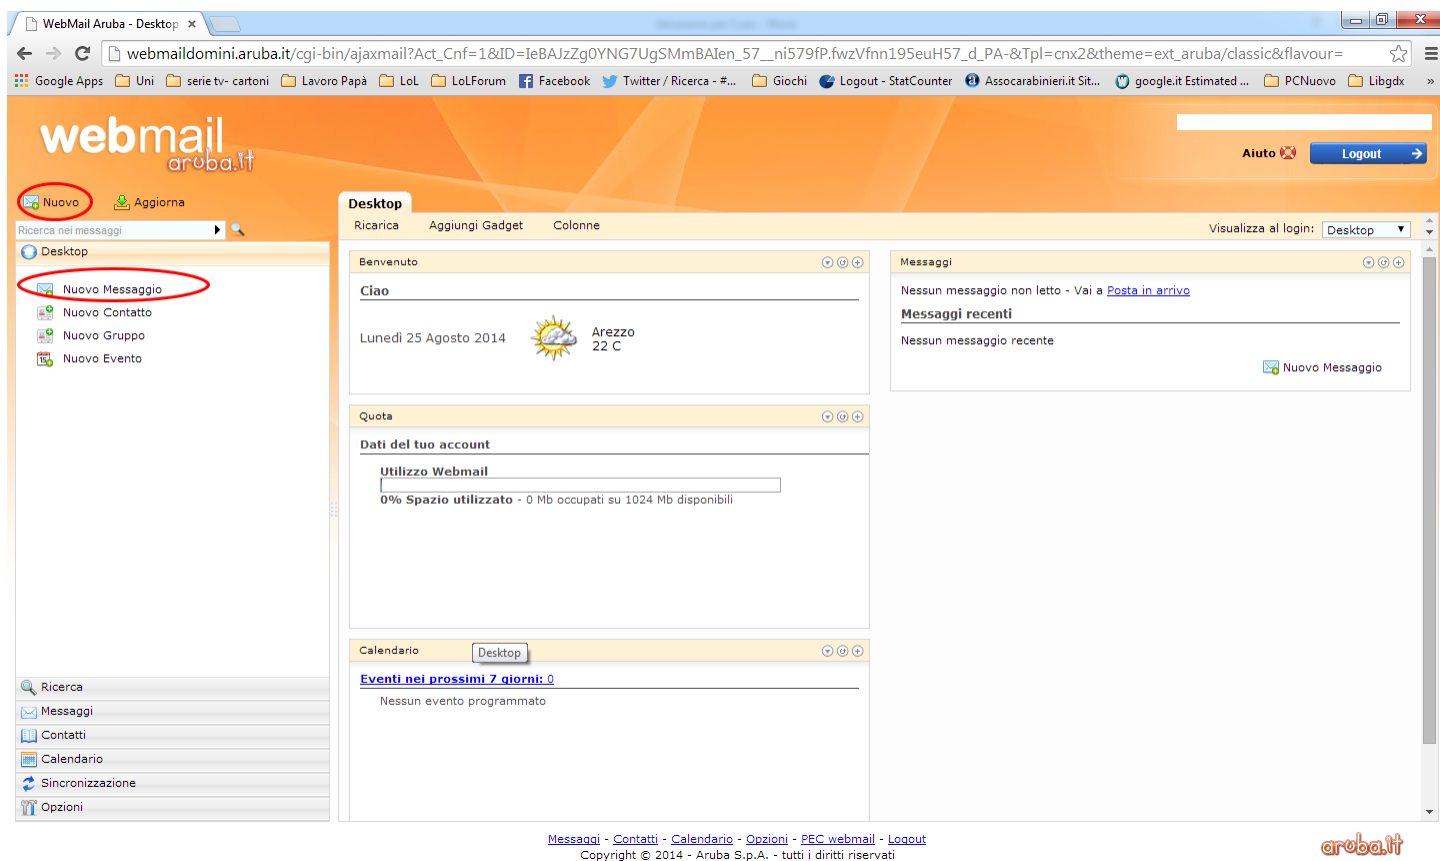 WebMail Aruba - Desktop
webmaildomini.aruba.it/cgi-bin/ajaxmail?Act_Cnf=1&ID=IeBAJzZg0YNG7UgSMmBAIen_57__ni579fP.fwzVfnn195euH57_d_PA-&Tpl=cnx2&theme=ext_aruba/classic&flavour=
Google Apps Uni serie tv- cartoni Lavoro Papà LoL LoLForum Facebook Twitter / Ricerca - #... Giochi Logout - StatCounter Assocarabinieri.it Sit... google.it Estimated ... PCNuovo Libgdx »
webmail
aruba.it
Aiuto Logout
Nuovo Aggiorna
Ricerca nei messaggi
Desktop
Nuovo Messaggio
Nuovo Contatto
Nuovo Gruppo
Nuovo Evento
15
Ricerca
Messaggi
Contatti
Calendario
Sincronizzazione
Opzioni
Desktop
Ricarica Aggiungi Gadget Colonne
Visualizza al login: Desktop
Benvenuto
Ciao
Lunedì 25 Agosto 2014
Arezzo
22 C
Quota
Dati del tuo account
Utilizzo Webmail
0% Spazio utilizzato - 0 Mb occupati su 1024 Mb disponibili
Calendario
Desktop
Eventi nei prossimi 7 giorni: 0
Nessun evento programmato
Messaggi
Nessun messaggio non letto - Vai a Posta in arrivo
Messaggi recenti
Nessun messaggio recente
Nuovo Messaggio
Messaggi - Contatti - Calendario - Opzioni - PEC webmail - Logout
Copyright © 2014 - Aruba S.p.A. - tutti i diritti riservati
aruba.it